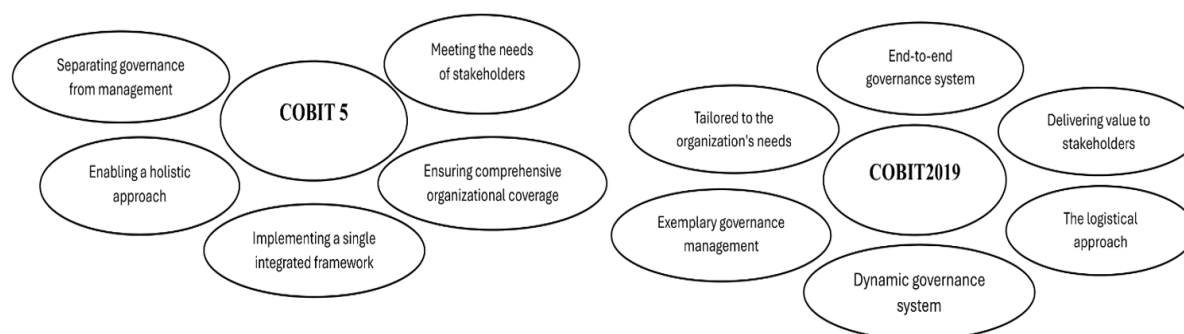 Separating governance
from management
COBIT 5
Meeting the needs
of stakeholders
Enabling a holistic
approach
Ensuring comprehensive
organizational coverage
Implementing a single
integrated framework
End-to-end
governance system
Tailored to the
organization's needs
COBIT2019
Delivering value to
stakeholders
Exemplary governance
management
The logistical
approach
Dynamic governance
system